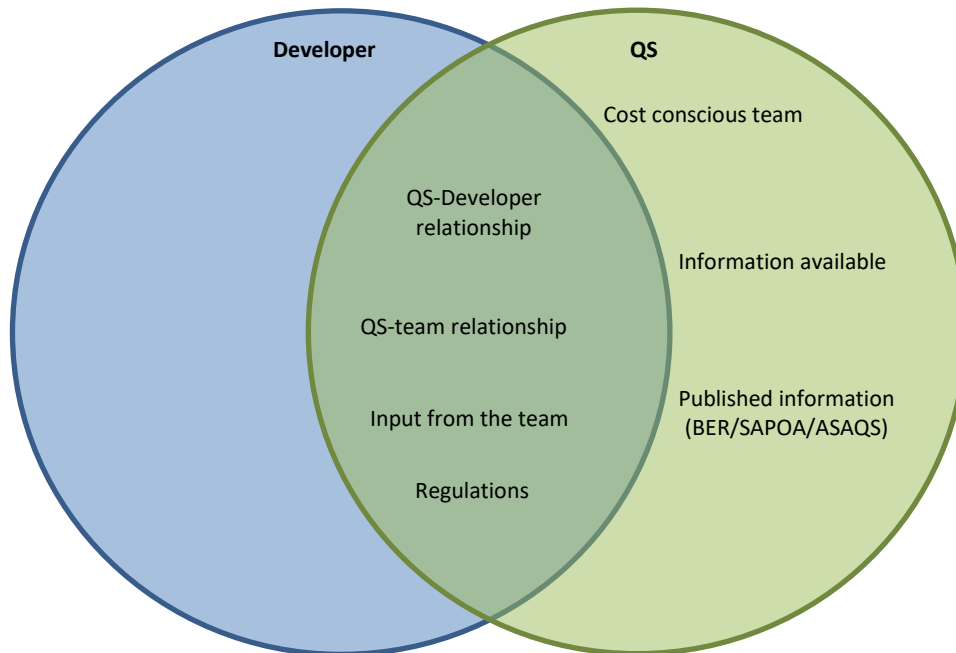 Developer
QS
Cost conscious team
QS-Developer
relationship
Information available
QS-team relationship
Published information
(BER/SAPOA/ASAQS)
Input from the team
Regulations